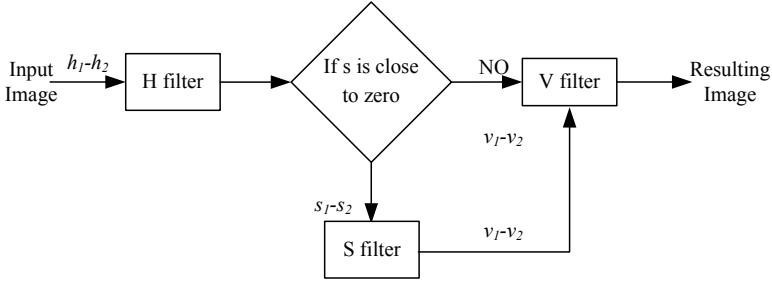 Input
Image
h₁-h₂
H filter
If s is close
to zero
NO
V filter
Resulting
Image
v₁-v₂
s₁-s₂
S filter
v₁-v₂